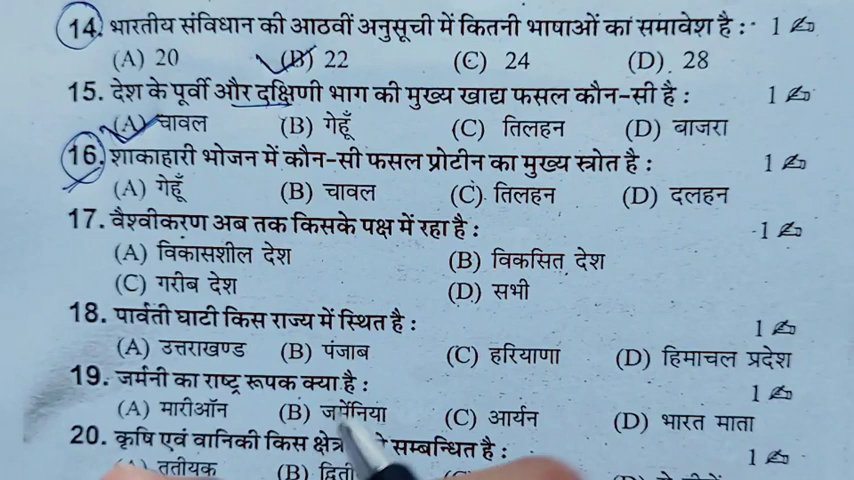 14. भारतीय संविधान की आठवीं अनुसूची में कितनी भाषाओं का समावेश है : 1
(A) 20 (B) 22 (C) 24 (D) 28
15. देश के पूर्वी और दक्षिणी भाग की मुख्य खाद्य फसल कौन-सी है : 1
(A) चावल (B) गेहूँ (C) तिलहन (D) बाजरा
16. शाकाहारी भोजन में कौन-सी फसल प्रोटीन का मुख्य स्त्रोत है : 1
(A) गेहूँ (B) चावल (C) तिलहन (D) दलहन
17. वैश्वीकरण अब तक किसके पक्ष में रहा है : 1
(A) विकासशील देश (B) विकसित देश
(C) गरीब देश (D) सभी
18. पार्वती घाटी किस राज्य में स्थित है : 1
(A) उत्तराखण्ड (B) पंजाब (C) हरियाणा (D) हिमाचल प्रदेश
19. जर्मनी का राष्ट्र रूपक क्या है : 1
(A) मारीऑन (B) जर्मेनिया (C) आर्यन (D) भारत माता
20. कृषि एवं वानिकी किस क्षेत्र सम्बन्धित है : 1
(A) तृतीयक (B)